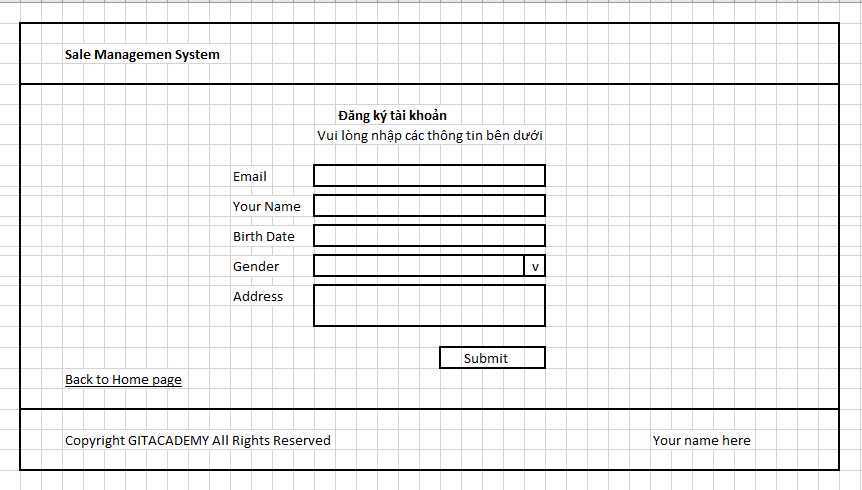 Sale Managemen System
Đăng ký tài khoản
Vui lòng nhập các thông tin bên dưới
Email
Your Name
Birth Date
Gender v
Address
Submit
Back to Home page
Copyright GITACADEMY All Rights Reserved Your name here